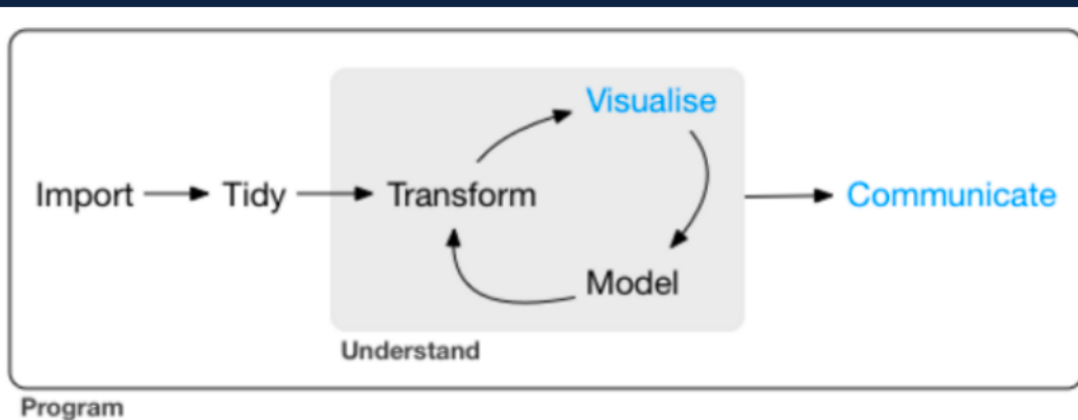 Visualise
Import Tidy Transform Communicate
Model
Understand
Program